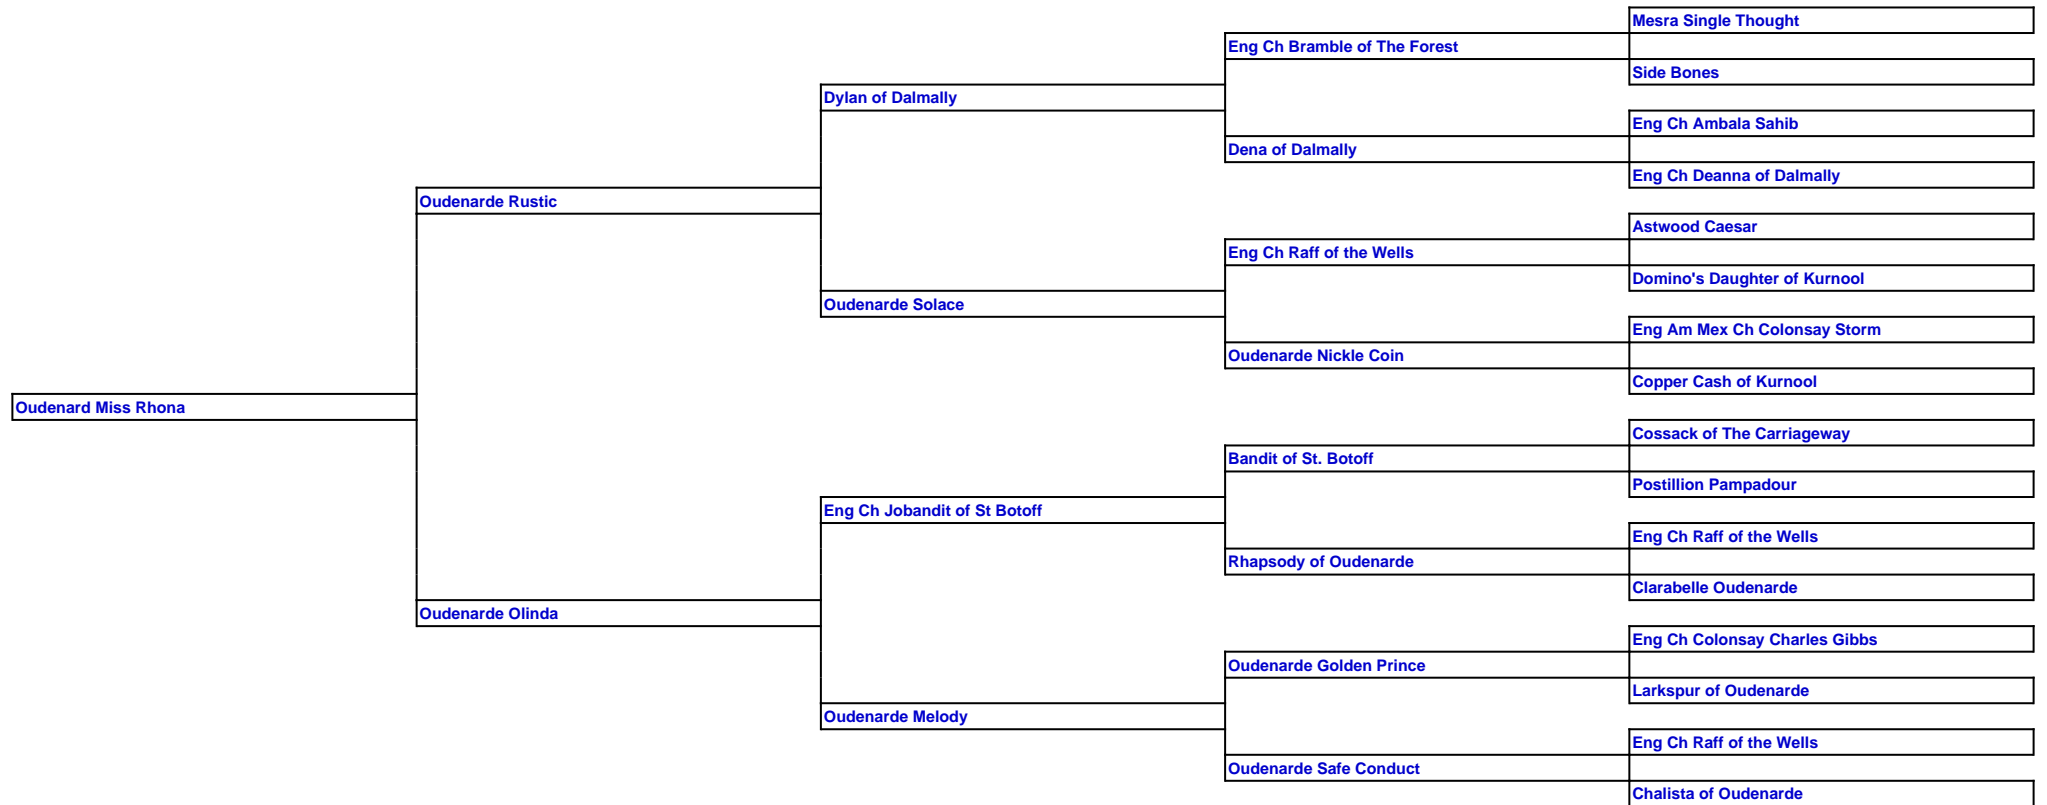 Mesra Single Thought
Eng Ch Bramble of The Forest
Side Bones
Dylan of Dalmally
Eng Ch Ambala Sahib
Dena of Dalmally
Eng Ch Deanna of Dalmally
Oudenarde Rustic
Astwood Caesar
Eng Ch Raff of the Wells
Domino's Daughter of Kurnool
Oudenarde Solace
Eng Am Mex Ch Colonsay Storm
Oudenarde Nickle Coin
Copper Cash of Kurnool
Oudenard Miss Rhona
Cossack of The Carriageway
Bandit of St. Botoff
Postillion Pampadour
Eng Ch Jobandit of St Botoff
Eng Ch Raff of the Wells
Rhapsody of Oudenarde
Clarabelle Oudenarde
Oudenarde Olinda
Eng Ch Colonsay Charles Gibbs
Oudenarde Golden Prince
Larkspur of Oudenarde
Oudenarde Melody
Eng Ch Raff of the Wells
Oudenarde Safe Conduct
Chalista of Oudenarde